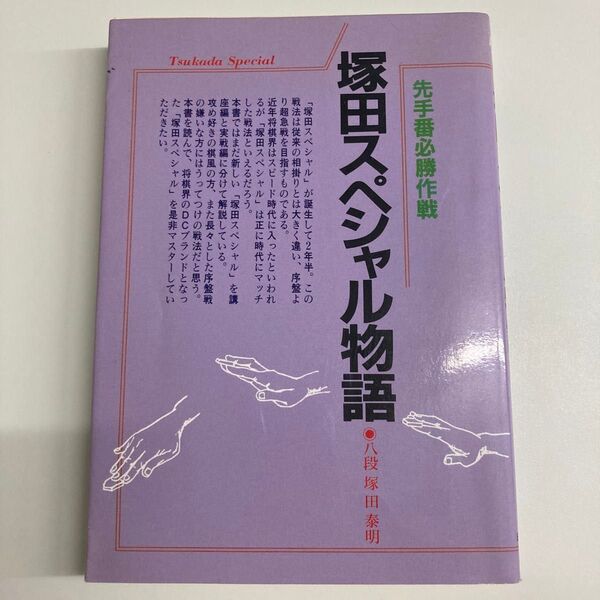 Tsukada Special
先手番必勝作戦
塚田スペシャル物語
◉八段 塚田泰明
「塚田スペシャル」が誕生して2年半。この
戦法は従来の相掛りとは大きく違い、序盤よ
り超急戦を目指すものである。
近年将棋界はスピード時代に入ったといわれ
るが「塚田スペシャル」は正に時代にマッチ
した戦法といえるだろう。
本書ではまだ新しい「塚田スペシャル」を講
座編と実戦編に分けて解説している。
攻め好きの棋風の方、また長々とした序盤戦
の嫌いな方にはうってつけの戦法だと思う。
本書を読んで、将棋界のDCブランドとなっ
た「塚田スペシャル」を是非マスターしてい
ただきたい。